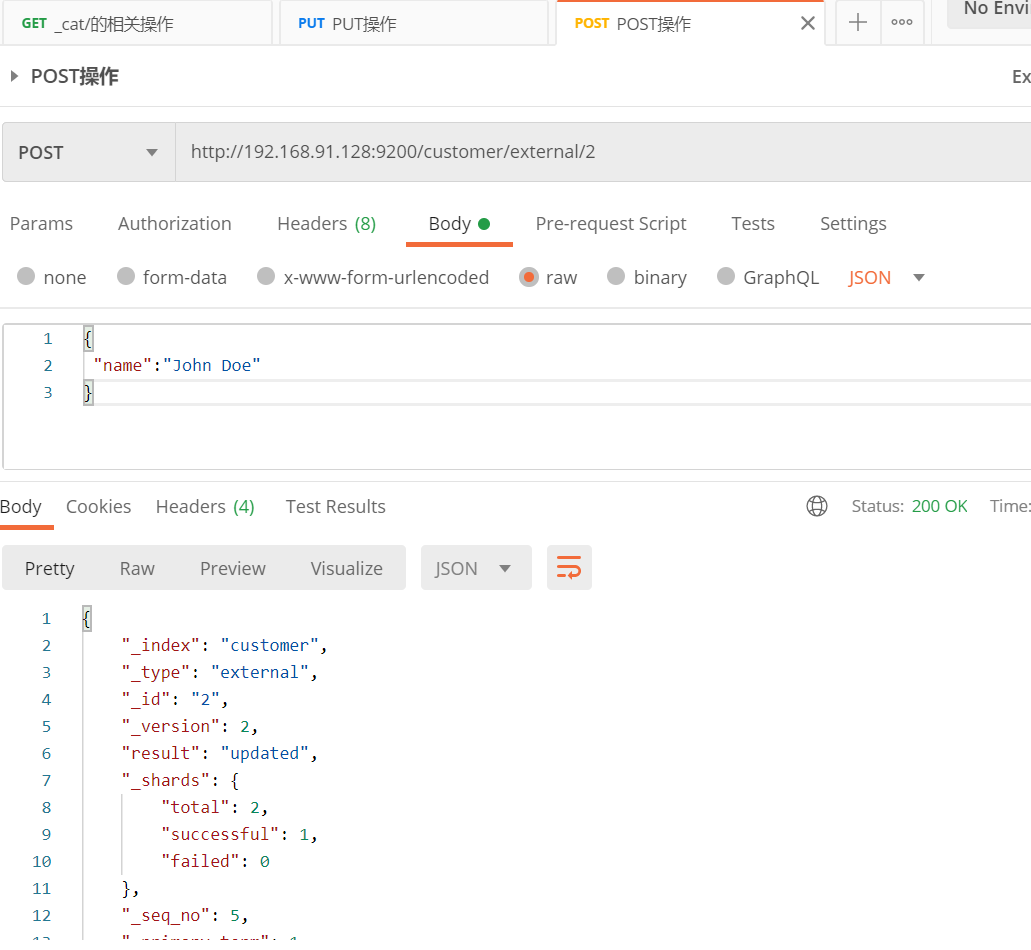 GET _cat/的相关操作 PUT PUT操作 POST POST操作 No Envi
POST操作 Ex
POST http://192.168.91.128:9200/customer/external/2
Params Authorization Headers (8) Body Pre-request Script Tests Settings
none form-data x-www-form-urlencoded raw binary GraphQL JSON
1 {
2 "name":"John Doe"
3 }
Body Cookies Headers (4) Test Results Status: 200 OK Time:
Pretty Raw Preview Visualize JSON
1 {
2 "_index": "customer",
3 "_type": "external",
4 "_id": "2",
5 "_version": 2,
6 "result": "updated",
7 "_shards": {
8 "total": 2,
9 "successful": 1,
10 "failed": 0
11 },
12 "_seq_no": 5,